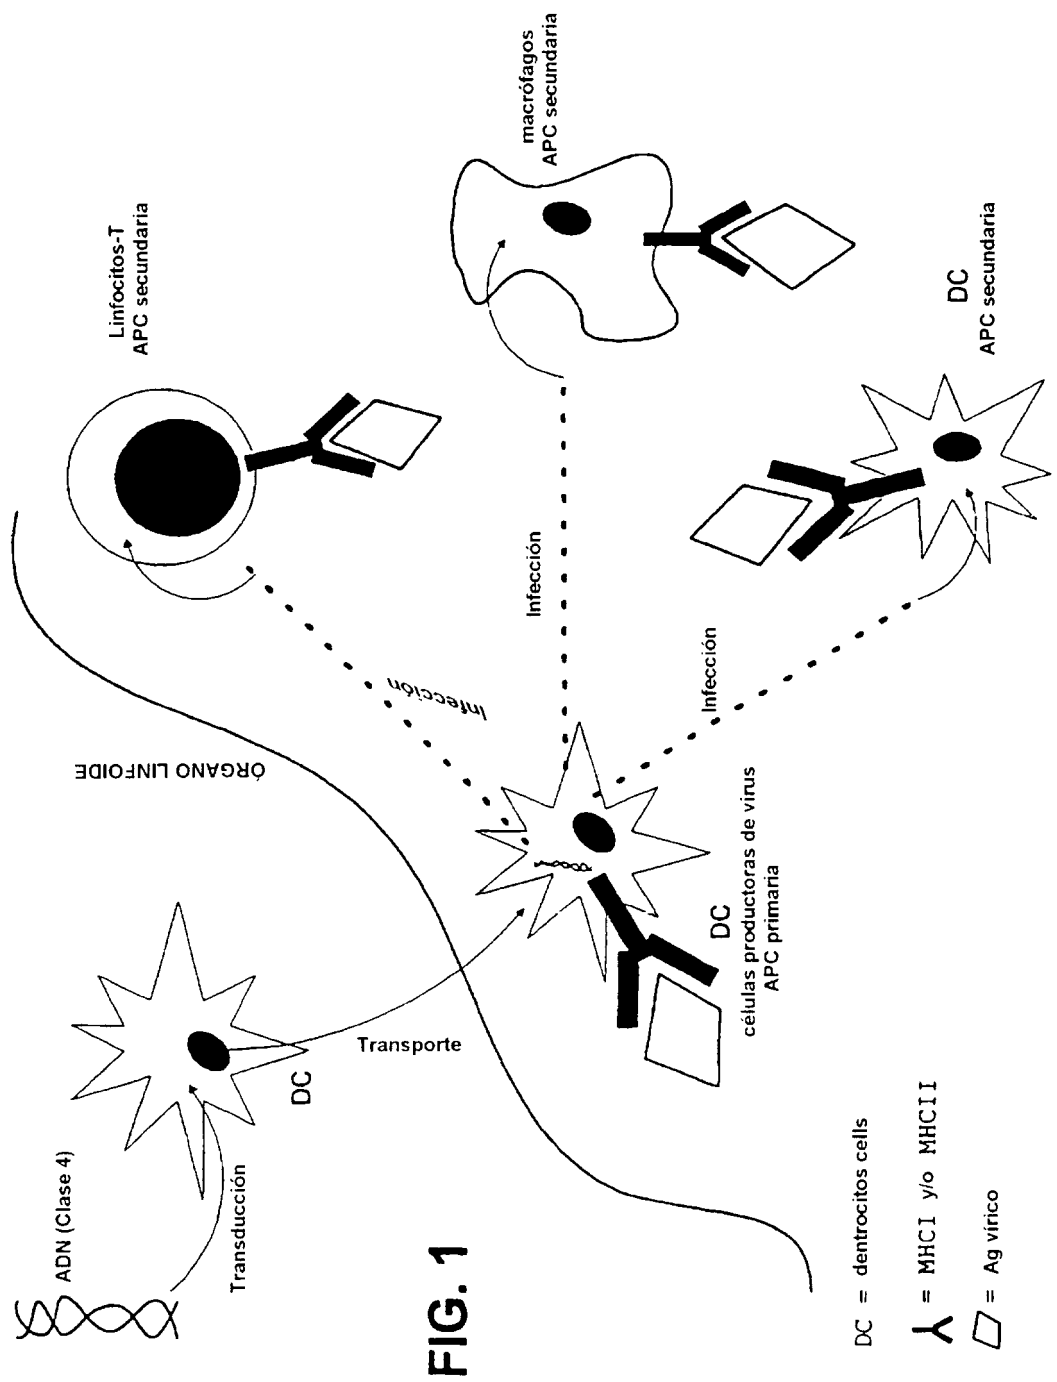 ADN (Clase 4)
Transducción
DC
Transporte
ÓRGANO LINFOIDE
Linfocitos-T
APC secundaria
macrófagos
APC secundaria
DC
APC secundaria
Infección
Infección
Infección
DC
células productoras de virus
APC primaria
FIG. 1
DC = dentrocitos cells
= MHCI y/o MHCII
= Ag vírico